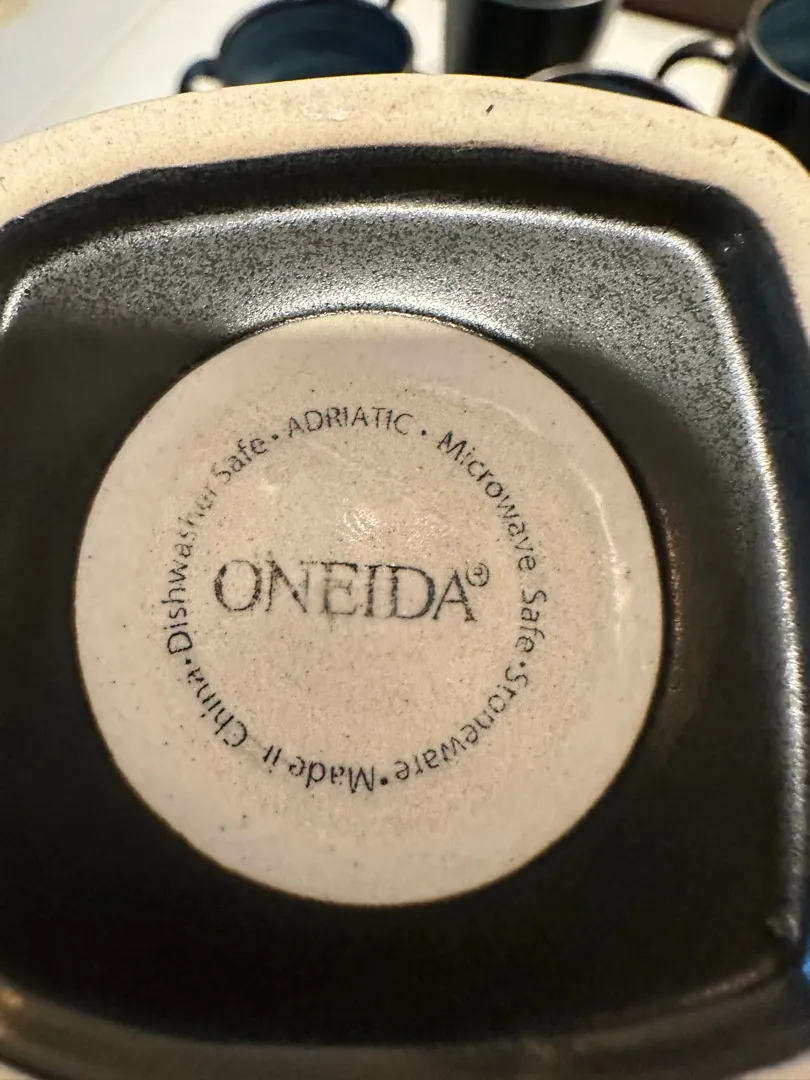 ADRIATIC • Microwave Safe • Stoneware • Made in China • Dishwasher Safe •
ONEIDA®